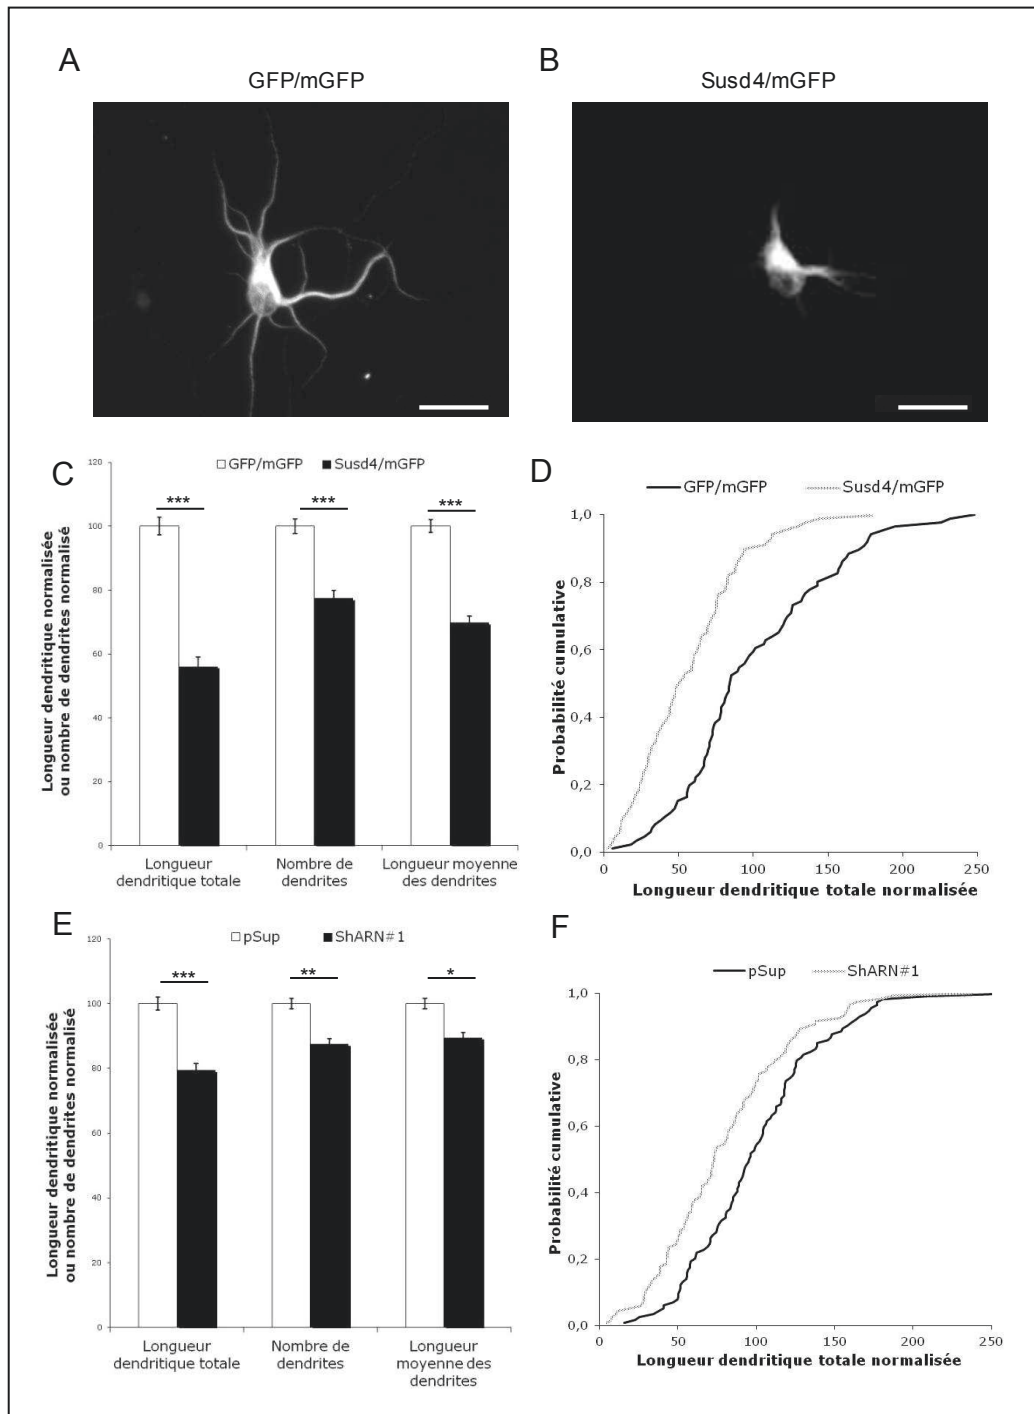 A
GFP/mGFP
B
Susd4/mGFP
C
GFP/mGFP
Susd4/mGFP
120
100
80
60
40
20
0
***
***
***
Longueur dendritique normalisée
ou nombre de dendrites normalisé
Longueur
dendritique totale
Nombre de
dendrites
Longueur moyenne
des dendrites
D
GFP/mGFP
Susd4/mGFP
1,0
0,8
0,6
0,4
0,2
0,0
Probabilité cumulative
0
50
100
150
200
250
Longueur dendritique totale normalisée
E
pSup
ShARN#1
120
100
80
60
40
20
0
***
**
*
Longueur dendritique normalisée
ou nombre de dendrites normalisé
Longueur
dendritique totale
Nombre de
dendrites
Longueur
moyenne des
dendrites
F
pSup
ShARN#1
1,0
0,8
0,6
0,4
0,2
0,0
Probabilité cumulative
0
50
100
150
200
250
Longueur dendritique totale normalisée